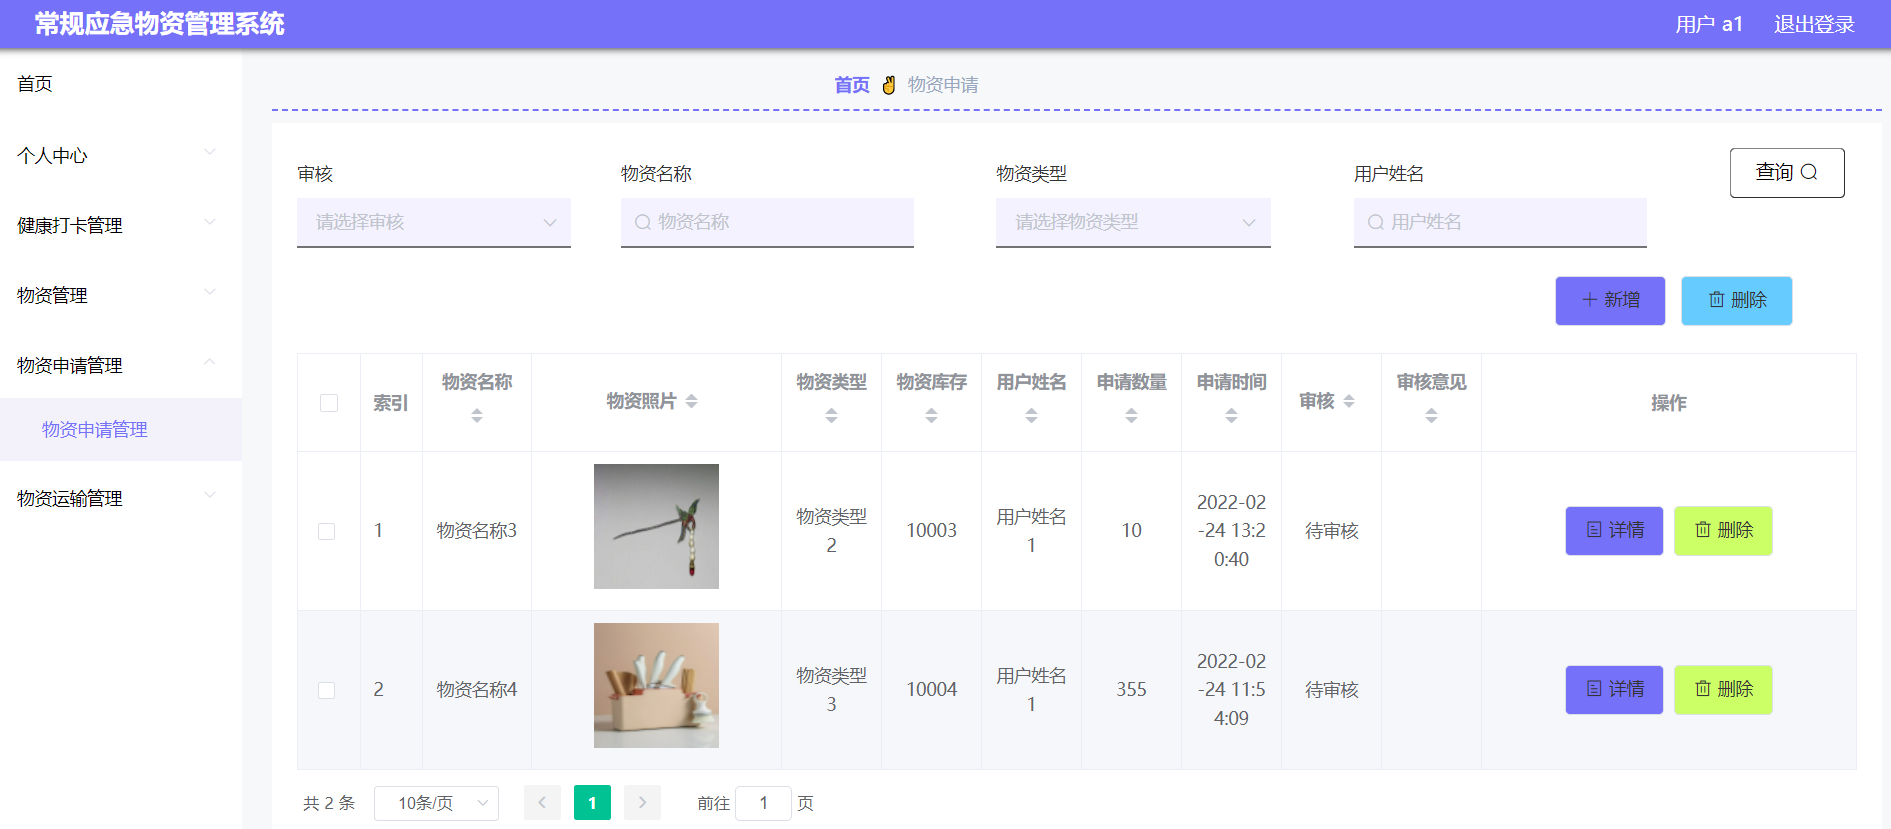 常规应急物资管理系统
用户 a1
退出登录
首页
个人中心
健康打卡管理
物资管理
物资申请管理
物资申请管理
物资运输管理
首页
物资申请
审核
物资名称
物资类型
用户姓名
查询
请选择审核
物资名称
请选择物资类型
用户姓名
新增
删除
索引
物资名称
物资照片
物资类型
物资库存
用户姓名
申请数量
申请时间
审核
审核意见
操作
1
物资名称3
物资类型
2
10003
用户姓名
1
10
2022-02
-24 13:2
0:40
待审核
详情
删除
2
物资名称4
物资类型
3
10004
用户姓名
1
355
2022-02
-24 11:5
4:09
待审核
详情
删除
共 2 条
10条/页
1
前往
1
页